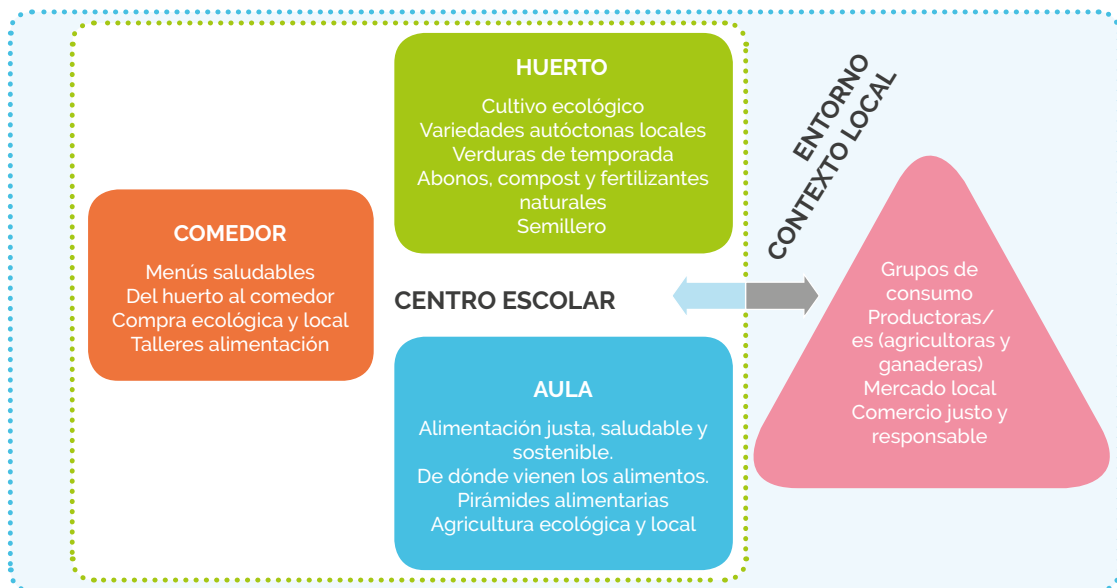 HUERTO
Cultivo ecológico
Variedades autóctonas locales
Verduras de temporada
Abonos, compost y fertilizantes
naturales
Semillero
COMEDOR
Menús saludables
Del huerto al comedor
Compra ecológica y local
Talleres alimentación
CENTRO ESCOLAR
AULA
Alimentación justa, saludable y
sostenible.
De dónde vienen los alimentos.
Pirámides alimentarias
Agricultura ecológica y local
ENTORNO
CONTEXTO LOCAL
Grupos de
consumo
Productoras/
es (agricultoras y
ganaderas)
Mercado local
Comercio justo y
responsable